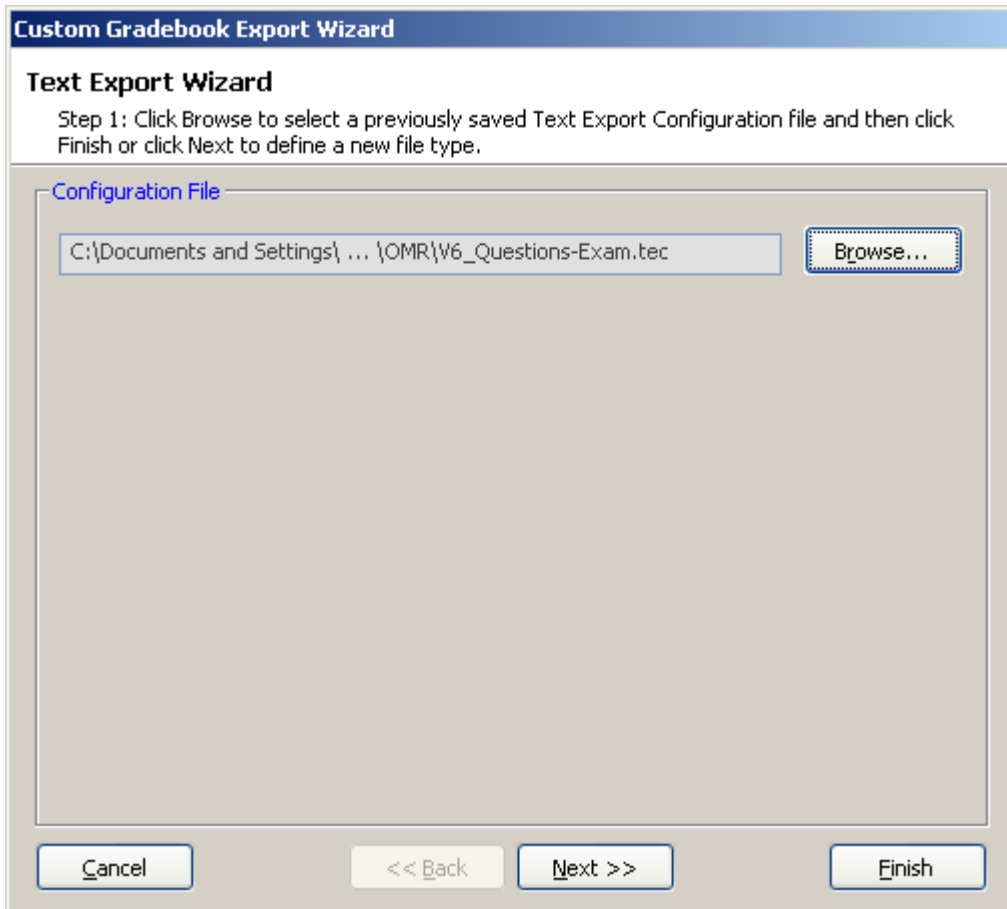 Custom Gradebook Export Wizard
Text Export Wizard
Step 1: Click Browse to select a previously saved Text Export Configuration file and then click
Finish or click Next to define a new file type.
Configuration File
C:\Documents and Settings\ ... \OMR\V6_Questions-Exam.tec
Browse...
Cancel
<< Back
Next >>
Finish